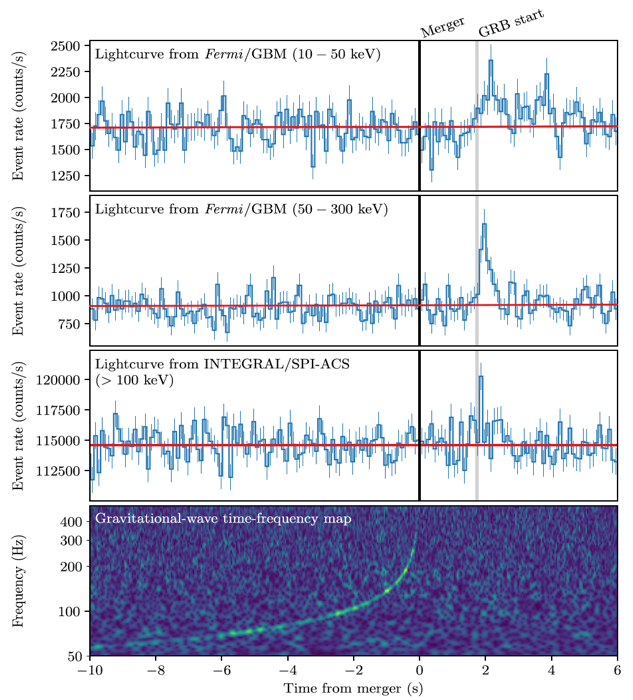 Merger
GRB start
Lightcurve from Fermi/GBM (10 − 50 keV)
Event rate (counts/s)
2500
2250
2000
1750
1500
1250
Lightcurve from Fermi/GBM (50 − 300 keV)
Event rate (counts/s)
1750
1500
1250
1000
750
Lightcurve from INTEGRAL/SPI-ACS
(> 100 keV)
Event rate (counts/s)
120000
117500
115000
112500
Gravitational-wave time-frequency map
Frequency (Hz)
400
300
200
100
50
−10 −8 −6 −4 −2 0 2 4 6
Time from merger (s)